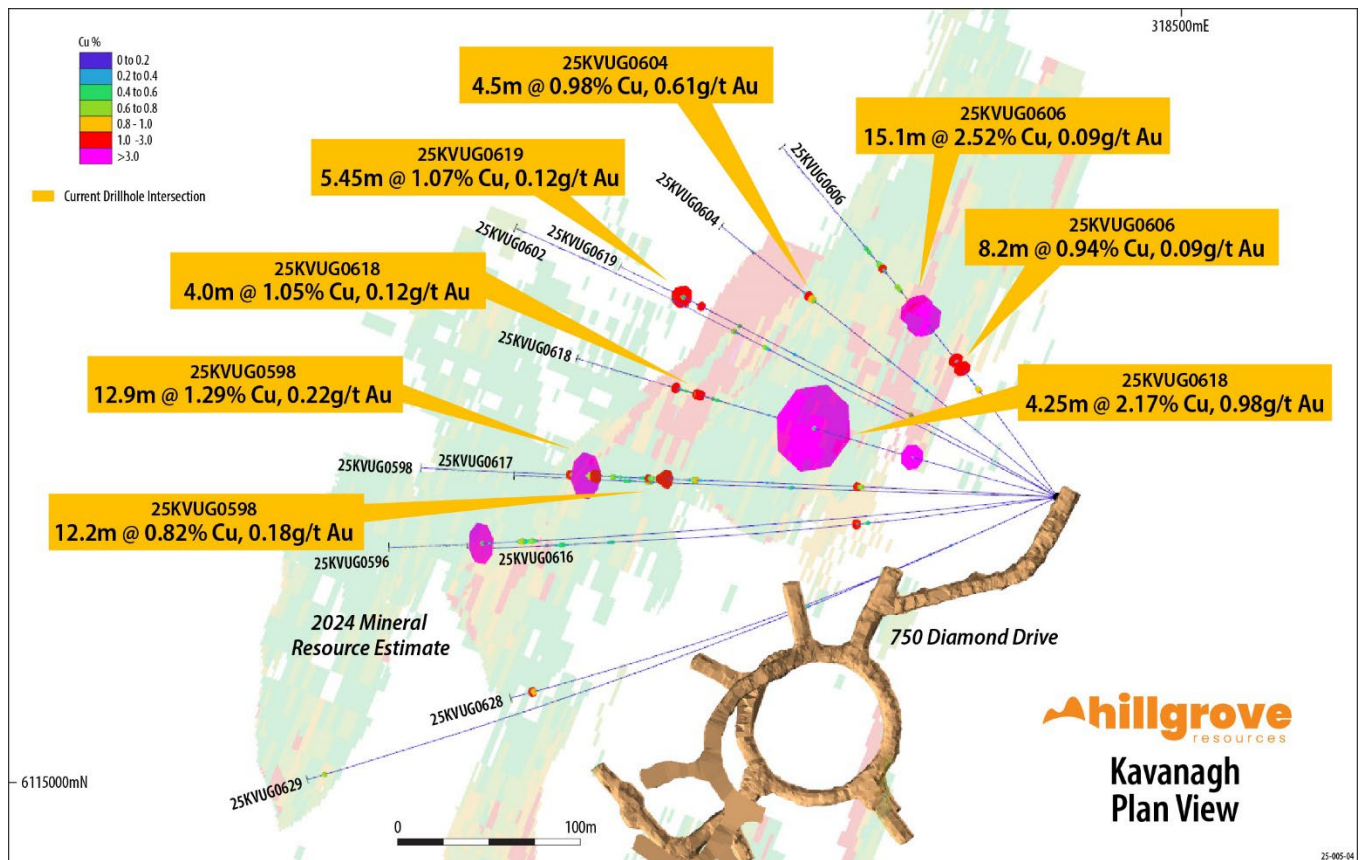 318500mE
Cu %
0 to 0.2
0.2 to 0.4
0.4 to 0.6
0.6 to 0.8
0.8 - 1.0
1.0 -3.0
>3.0
Current Drillhole Intersection
25KVUG0604
4.5m @ 0.98% Cu, 0.61g/t Au
25KVUG0606
15.1m @ 2.52% Cu, 0.09g/t Au
25KVUG0619
5.45m @ 1.07% Cu, 0.12g/t Au
25KVUG0606
25KVUG0604
25KVUG0619
25KVUG0602
25KVUG0606
8.2m @ 0.94% Cu, 0.09g/t Au
25KVUG0618
4.0m @ 1.05% Cu, 0.12g/t Au
25KVUG0618
25KVUG0598
12.9m @ 1.29% Cu, 0.22g/t Au
25KVUG0618
4.25m @ 2.17% Cu, 0.98g/t Au
25KVUG0598
25KVUG0617
25KVUG0598
12.2m @ 0.82% Cu, 0.18g/t Au
25KVUG0596
25KVUG0616
2024 Mineral
Resource Estimate
750 Diamond Drive
25KVUG0628
25KVUG0629
hillgrove
resources
Kavanagh
Plan View
6115000mN
0
100m
25-005-04